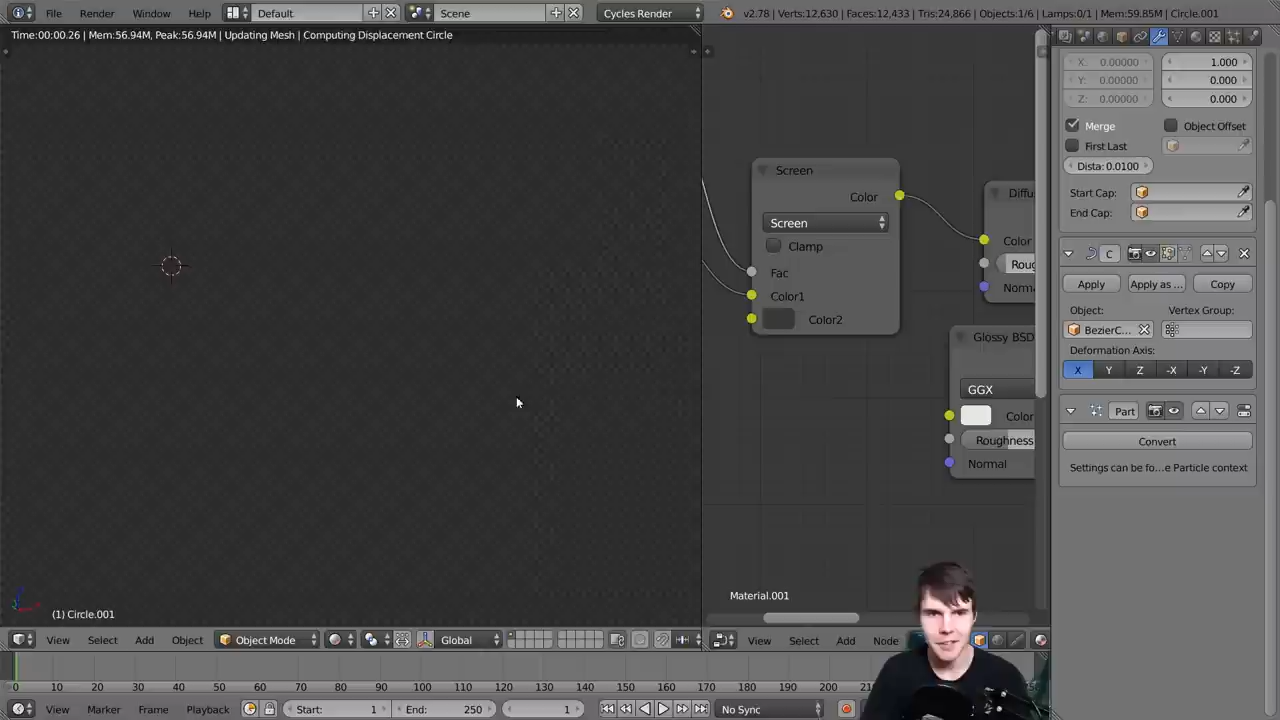 File Render Window Help Default Scene Cycles Render v2.78 | Verts:12,630 | Faces:12,433 | Tris:24,866 | Objects:1/6 | Lamps:0/1 | Mem:59.85M | Circle.001
Time:00:00.26 | Mem:56.94M, Peak:56.94M | Updating Mesh | Computing Displacement Circle
(1) Circle.001
View Select Add Object Object Mode Global
Screen
Color
Screen
Clamp
Fac
Color1
Color2
Diffu
Color
Roug
Norm
Glossy BSD
GGX
Color
Roughness
Normal
Material.001
View Select Add Node
X: 0.00000 1.000
Y: 0.00000 0.000
Z: 0.00000 0.000
Merge Object Offset
First Last
Dista: 0.0100
Start Cap:
End Cap:
C
Apply Apply as ... Copy
Object: Vertex Group:
BezierC...
Deformation Axis:
X Y Z -X -Y -Z
Part
Convert
Settings can be fo...e Particle context
0 10 20 30 40 50 60 70 80 90 100 110 120 130 140 150 160 170 180 190 200
View Marker Frame Playback Start: 1 End: 250 1 No Sync